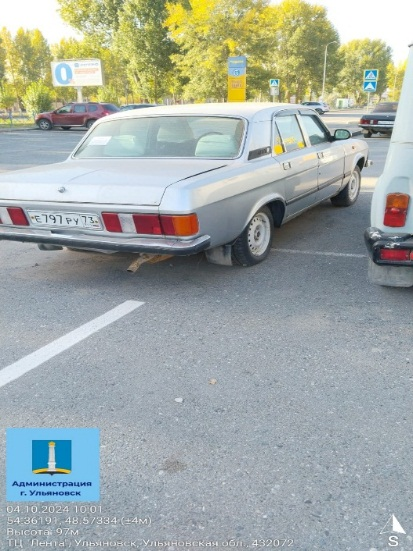 Е797РУ73
Администрация
г. Ульяновск
04.10.2024 10:01
54,36191, 48,57334 (±4м)
Высота: 97м
ТЦ "Лента", Ульяновск, Ульяновская обл., 432072
S